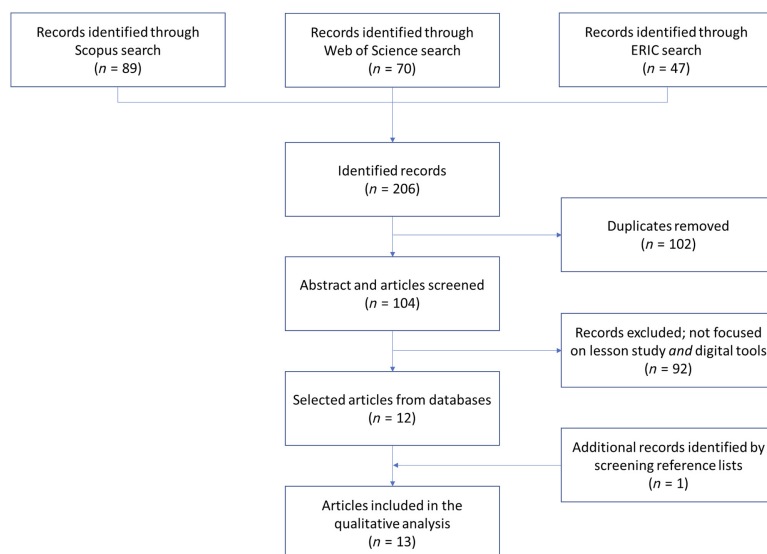 Records identified through
Scopus search
(n = 89)
Records identified through
Web of Science search
(n = 70)
Records identified through
ERIC search
(n = 47)
Identified records
(n = 206)
Duplicates removed
(n = 102)
Abstract and articles screened
(n = 104)
Records excluded; not focused
on lesson study and digital tools
(n = 92)
Selected articles from databases
(n = 12)
Additional records identified by
screening reference lists
(n = 1)
Articles included in the
qualitative analysis
(n = 13)